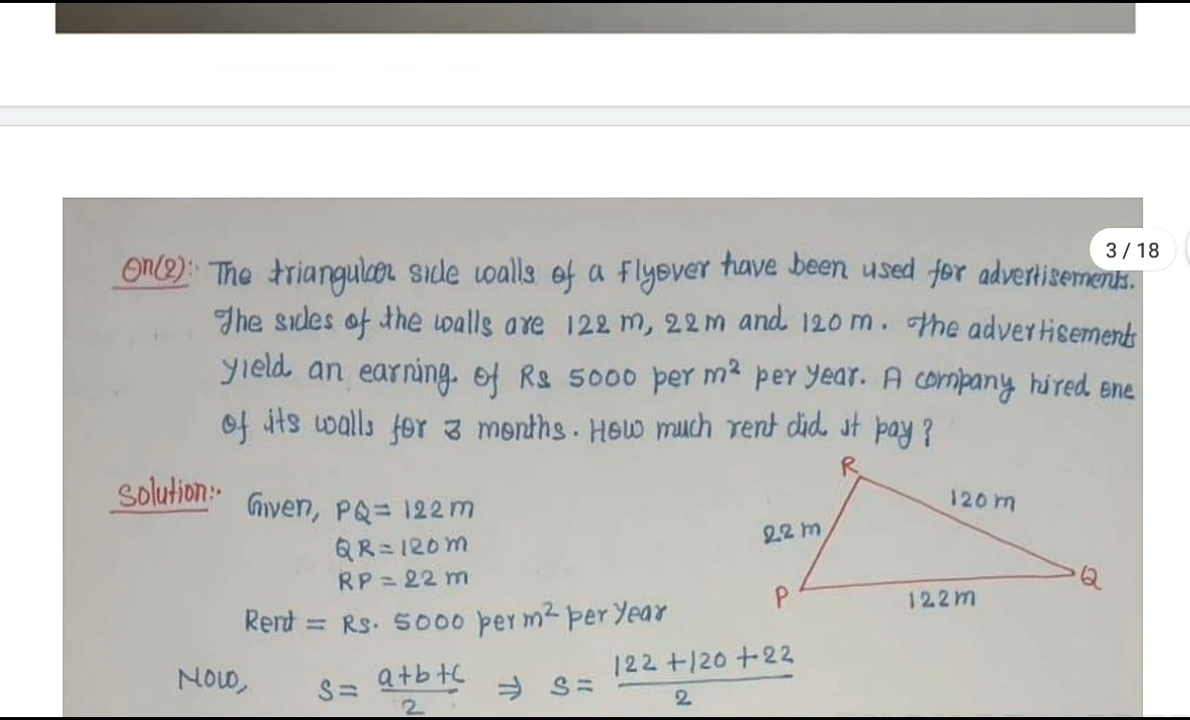 3 / 18
Qn(2):- The triangular side walls of a flyover have been used for advertisements.
The sides of the walls are 122 m, 22m and 120 m. The advertisements
yield an earning of Rs 5000 per m² per year. A company hired one
of its walls for 3 months. How much rent did it pay?
Solution:-
Given, PQ = 122 m
QR = 120 m
RP = 22 m
R
120 m
22 m
P
Q
122m
Rent = Rs. 5000 per m² per Year
Now, S = a+b+c/2 ⇒ S = 122 +120 +22/2